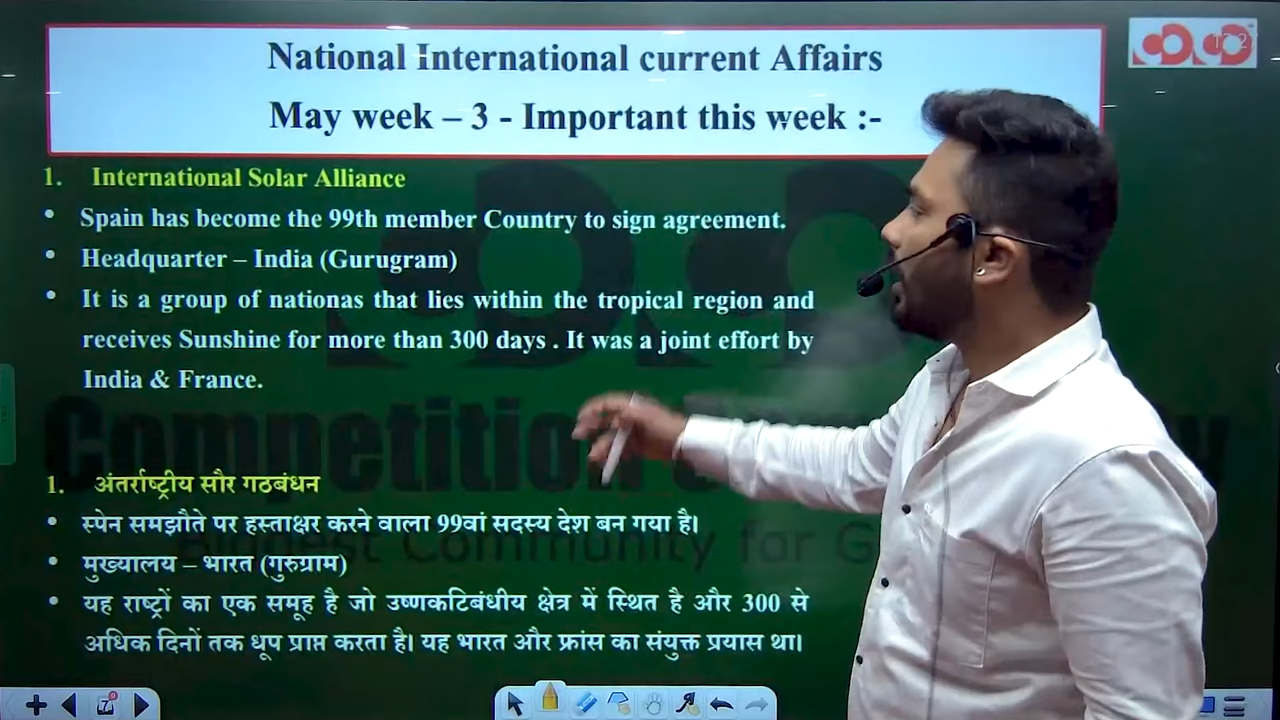 National International current Affairs
May week – 3 - Important this week :-
1. International Solar Alliance
• Spain has become the 99th member Country to sign agreement.
• Headquarter – India (Gurugram)
• It is a group of nationas that lies within the tropical region and
receives Sunshine for more than 300 days . It was a joint effort by
India & France.
Competition
1. अंतर्राष्ट्रीय सौर गठबंधन
• स्पेन समझौते पर हस्ताक्षर करने वाला 99वां सदस्य देश बन गया है।
Biggest Community for G
• मुख्यालय – भारत (गुरुग्राम)
• यह राष्ट्रों का एक समूह है जो उष्णकटिबंधीय क्षेत्र में स्थित है और 300 से
अधिक दिनों तक धूप प्राप्त करता है। यह भारत और फ्रांस का संयुक्त प्रयास था।